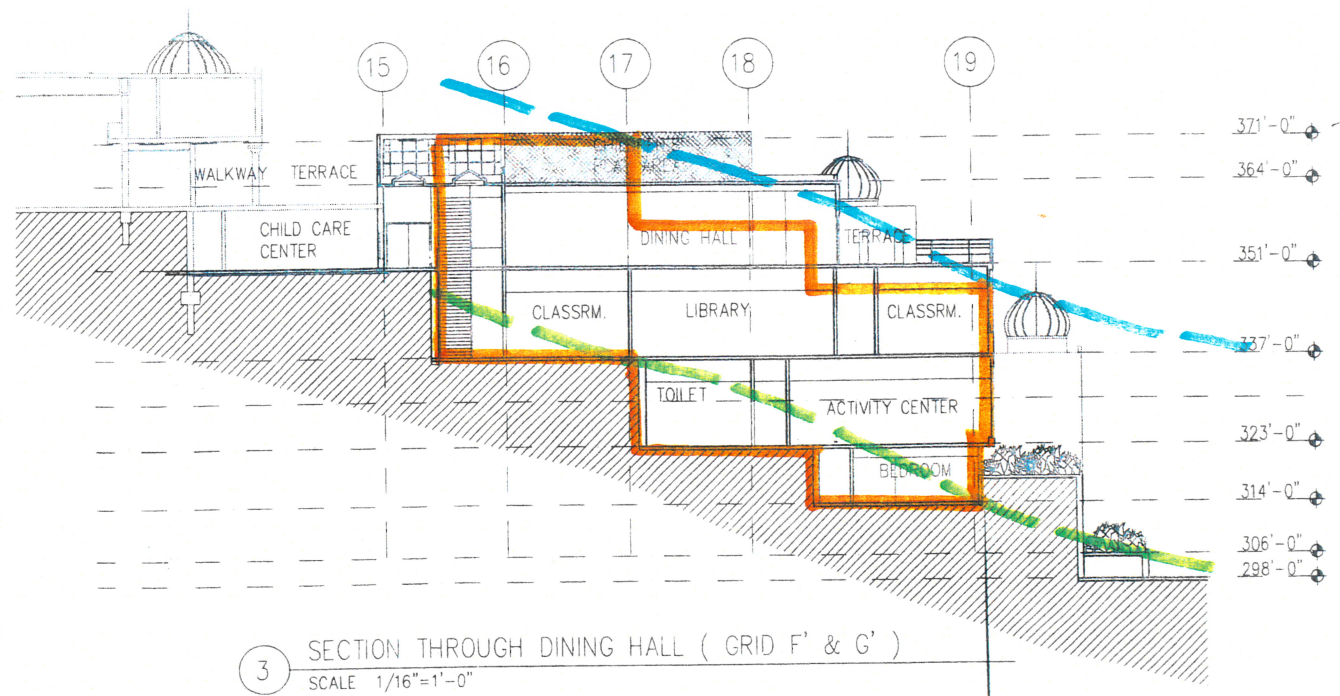 15 16 17 18 19
371'-0"
364'-0"
WALKWAY TERRACE
CHILD CARE
CENTER
DINING HALL
TERRACE
351'-0"
CLASSRM.
LIBRARY
CLASSRM.
337'-0"
TOILET
ACTIVITY CENTER
323'-0"
BEDROOM
314'-0"
306'-0"
298'-0"
3
SECTION THROUGH DINING HALL ( GRID F' & G' )
SCALE 1/16"=1'-0"